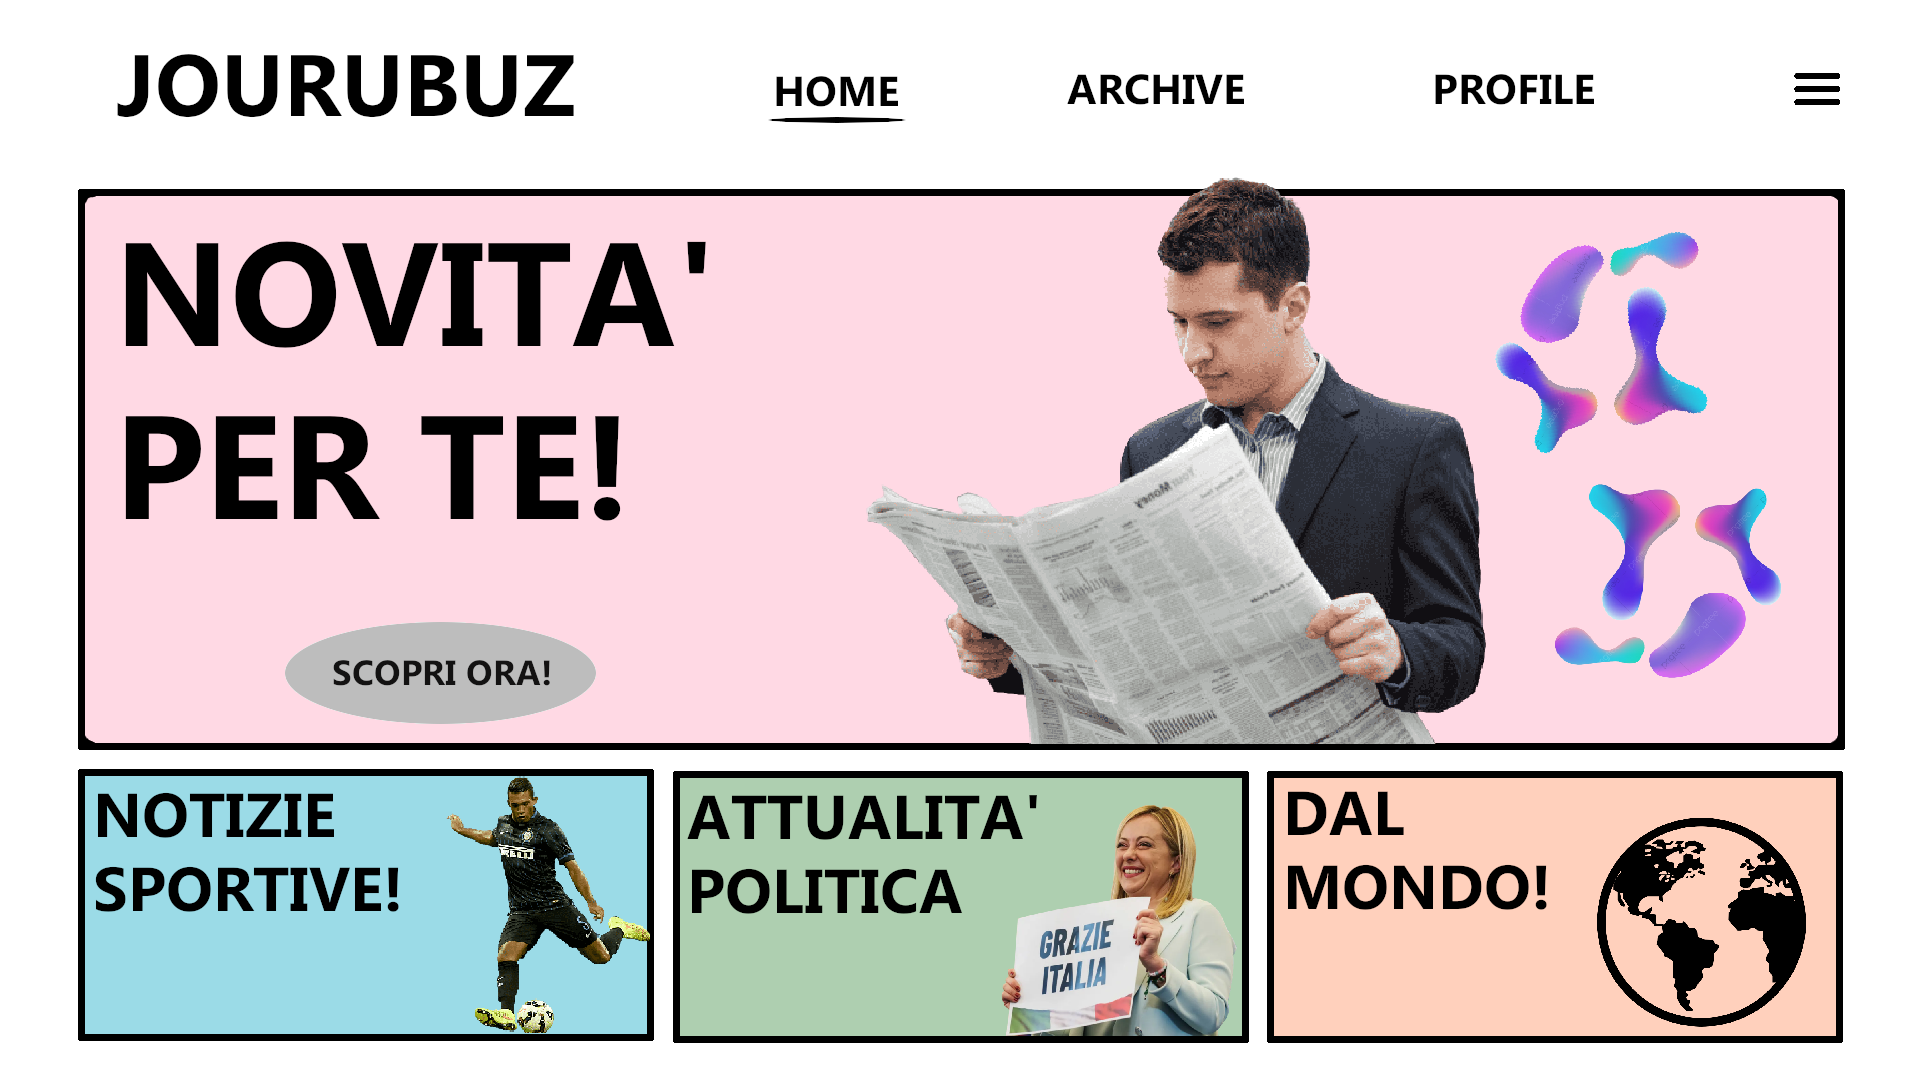 JOURUBUZ
HOME
ARCHIVE
PROFILE
NOVITA'
PER TE!
SCOPRI ORA!
NOTIZIE
SPORTIVE!
ATTUALITA'
POLITICA
GRAZIE
ITALIA
DAL
MONDO!